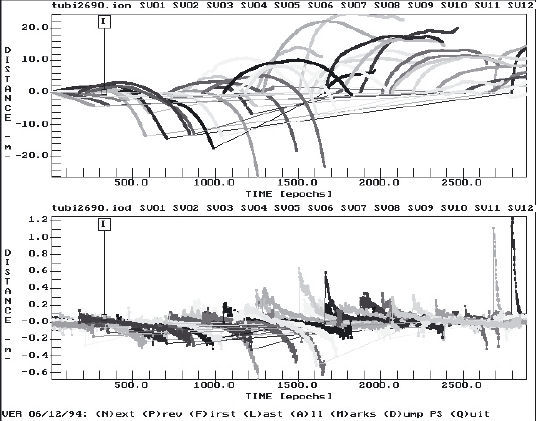 tubi2690.ion SV01 SV02 SV03 SV04 SV05 SV06 SV07 SV08 SV09 SV10 SV11 SV12
I
20.0
10.0
0.0
-10.0
-20.0
DISTANCE -m-
500.0 1000.0 1500.0 2000.0 2500.0
TIME [epochs]
tubi2690.iod SV01 SV02 SV03 SV04 SV05 SV06 SV07 SV08 SV09 SV10 SV11 SV12
I
1.2
1.0
0.8
0.6
0.4
0.2
-0.0
-0.2
-0.4
-0.6
DISTANCE -m-
500.0 1000.0 1500.0 2000.0 2500.0
TIME [epochs]
VER 06/12/94: (N)ext (P)rev (F)irst (L)ast (A)ll (M)arks (D)ump PS (Q)uit